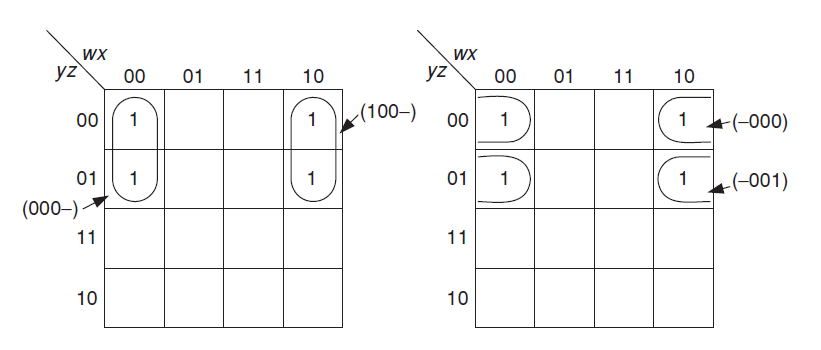 wx
yz 00 01 11 10
00 1 1 (100–)
01 1 1
(000–)
11
10
wx
yz 00 01 11 10
00 1 1 (–000)
01 1 1 (–001)
11
10